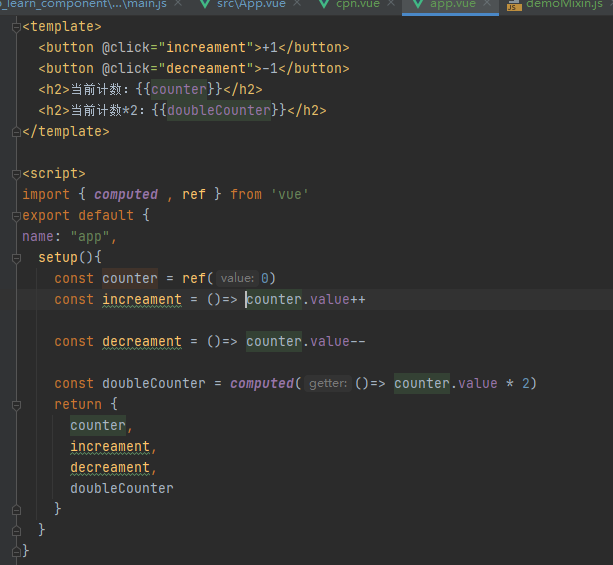 o_learn_component\...\main.js
src\App.vue
cpn.vue
app.vue
demoMixin.js
<template>
  <button @click="increament">+1</button>
  <button @click="decreament">-1</button>
  <h2>当前计数：{{counter}}</h2>
  <h2>当前计数*2：{{doubleCounter}}</h2>
</template>

<script>
import { computed , ref } from 'vue'
export default {
name: "app",
  setup(){
    const counter = ref( value: 0)
    const increament = ()=> counter.value++

    const decreament = ()=> counter.value--

    const doubleCounter = computed( getter: ()=> counter.value * 2)
    return {
      counter,
      increament,
      decreament,
      doubleCounter
    }
  }
}